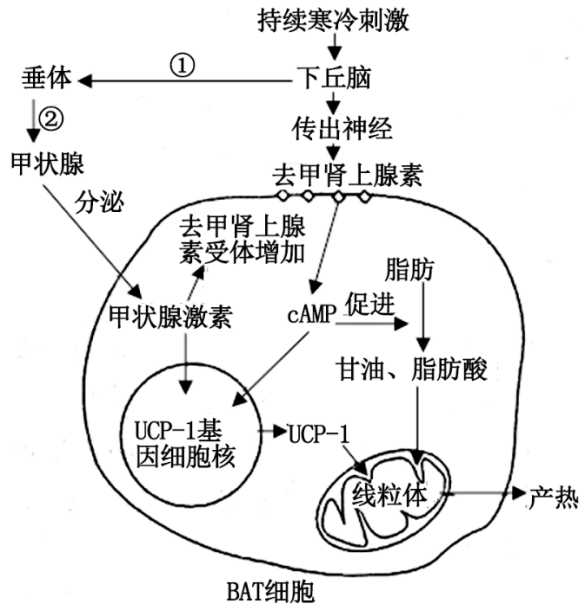 持续寒冷刺激
垂体
①
下丘脑
②
传出神经
甲状腺
去甲肾上腺素
分泌
去甲肾上腺
素受体增加
脂肪
甲状腺激素
cAMP
促进
甘油、脂肪酸
UCP-1基
因细胞核
UCP-1
线粒体
产热
BAT细胞